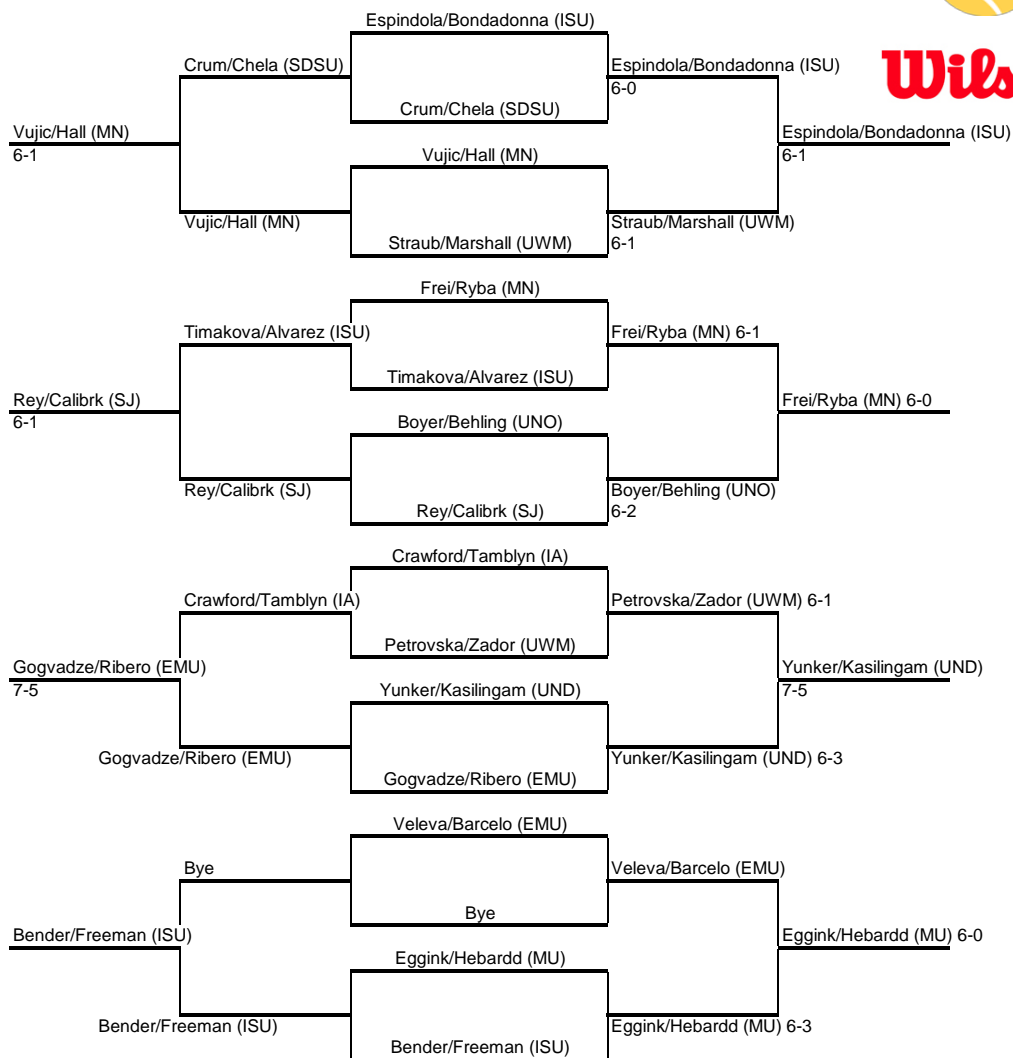 Espindola/Bondadonna (ISU)
Crum/Chela (SDSU)
Espindola/Bondadonna (ISU)
6-0
Crum/Chela (SDSU)
Vujic/Hall (MN)
6-1
Espindola/Bondadonna (ISU)
6-1
Vujic/Hall (MN)
Vujic/Hall (MN)
Straub/Marshall (UWM)
6-1
Straub/Marshall (UWM)
Frei/Ryba (MN)
Timakova/Alvarez (ISU)
Frei/Ryba (MN) 6-1
Timakova/Alvarez (ISU)
Rey/Calibrk (SJ)
6-1
Frei/Ryba (MN) 6-0
Boyer/Behling (UNO)
Rey/Calibrk (SJ)
Boyer/Behling (UNO)
6-2
Rey/Calibrk (SJ)
Crawford/Tamblyn (IA)
Crawford/Tamblyn (IA)
Petrovska/Zador (UWM) 6-1
Petrovska/Zador (UWM)
Gogvadze/Ribero (EMU)
7-5
Yunker/Kasilingam (UND)
7-5
Yunker/Kasilingam (UND)
Gogvadze/Ribero (EMU)
Yunker/Kasilingam (UND) 6-3
Gogvadze/Ribero (EMU)
Veleva/Barcelo (EMU)
Bye
Veleva/Barcelo (EMU)
Bye
Bender/Freeman (ISU)
Eggink/Hebardd (MU) 6-0
Eggink/Hebardd (MU)
Bender/Freeman (ISU)
Eggink/Hebardd (MU) 6-3
Bender/Freeman (ISU)